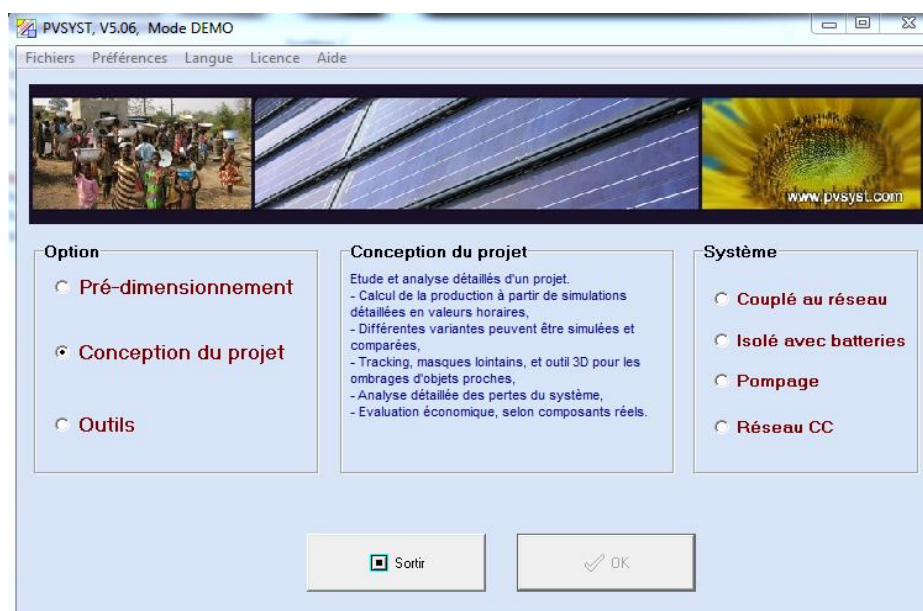 PVSYST, V5.06, Mode DEMO
Fichiers Préférences Langue Licence Aide
www.pvsyst.com
Option
Pré-dimensionnement
Conception du projet
Outils
Conception du projet
Etude et analyse détaillés d'un projet.
- Calcul de la production à partir de simulations
détaillées en valeurs horaires,
- Différentes variantes peuvent être simulées et
comparées,
- Tracking, masques lointains, et outil 3D pour les
ombrages d'objets proches,
- Analyse détaillée des pertes du système,
- Evaluation économique, selon composants réels.
Système
Couplé au réseau
Isolé avec batteries
Pompage
Réseau CC
Sortir
OK